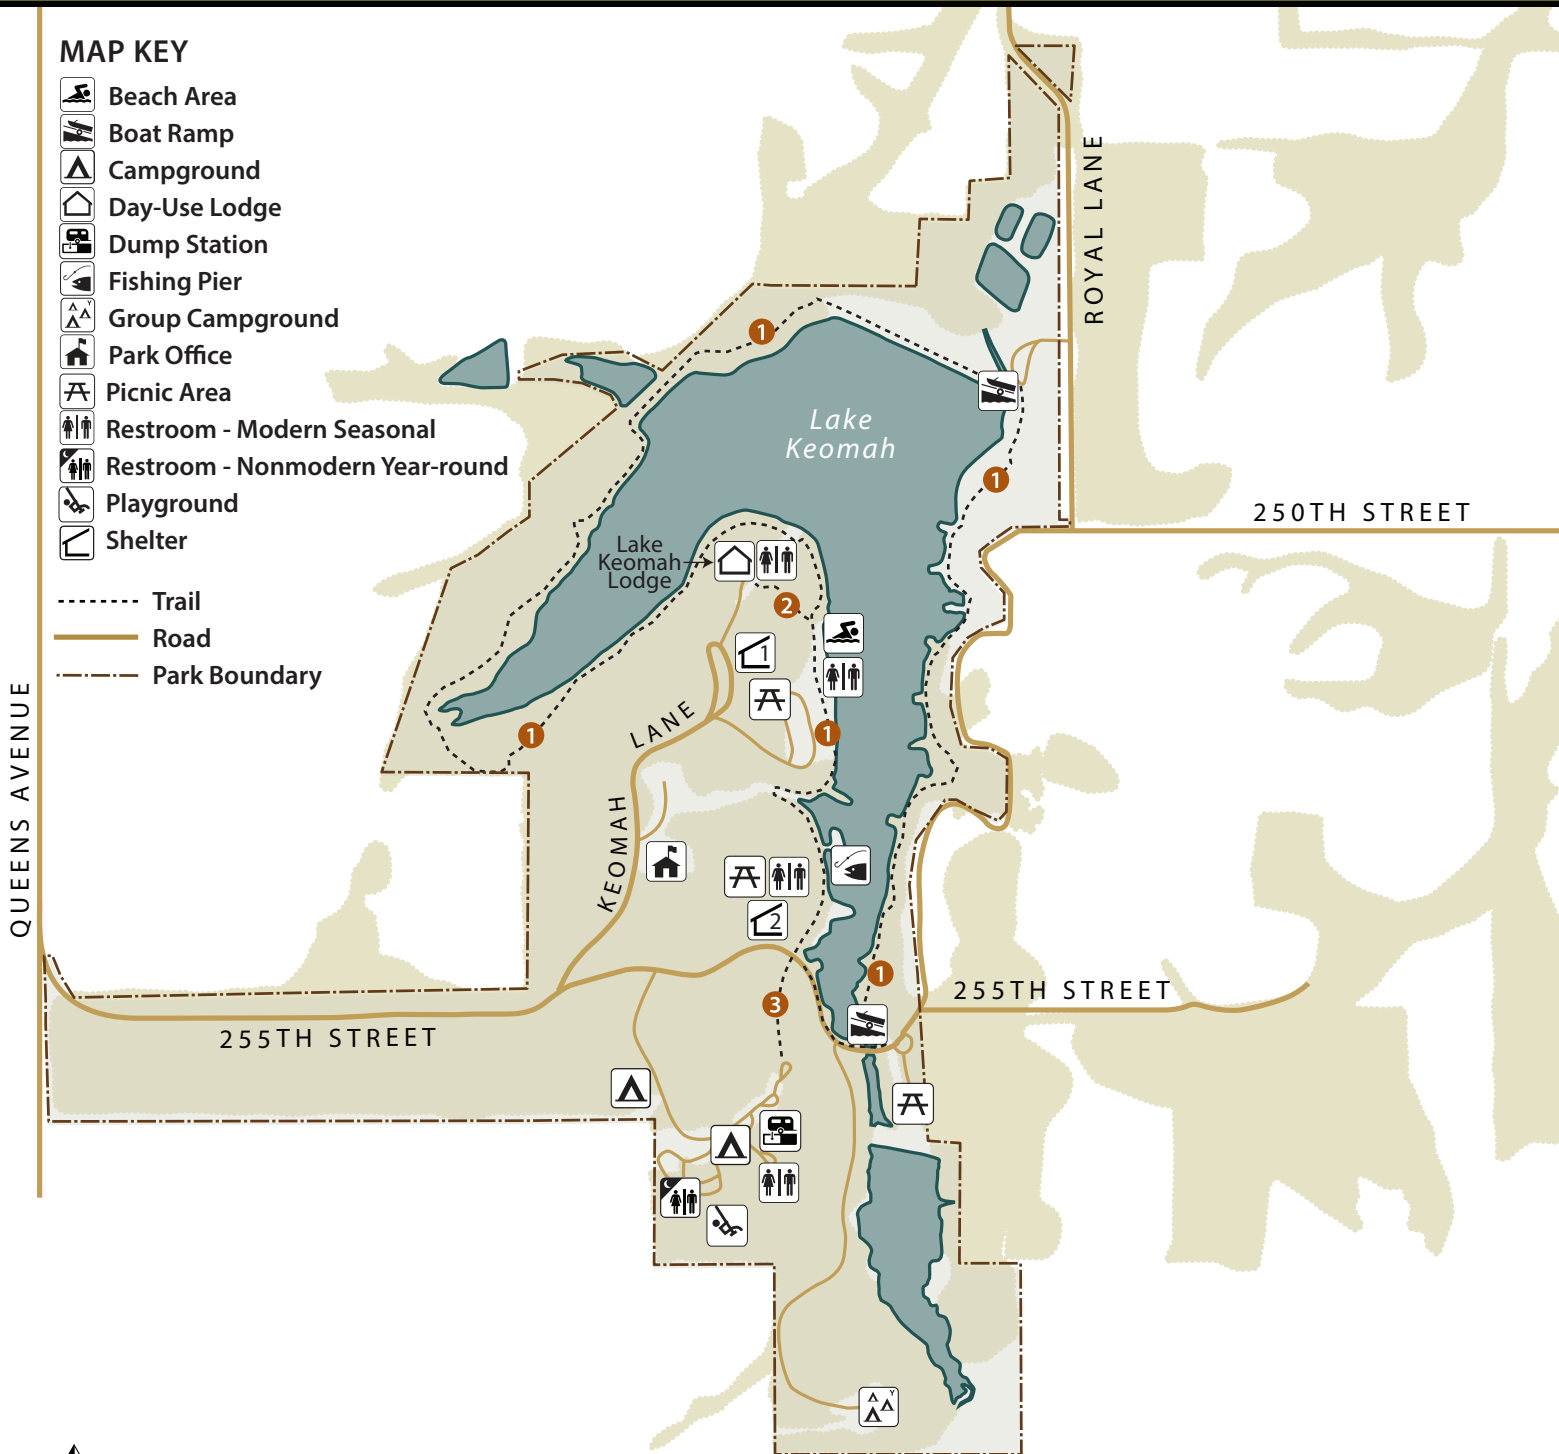 MAP KEY
Beach Area
Boat Ramp
Campground
Day-Use Lodge
Dump Station
Fishing Pier
Y
Group Campground
Park Office
Picnic Area
Restroom - Modern Seasonal
Restroom - Nonmodern Year-round
Playground
Shelter
Trail
Road
Park Boundary
QUEENS AVENUE
ROYAL LANE
250TH STREET
1
Lake
Keomah
1
Lake
Keomah
Lodge
2
1
1
1
KEOMAH LANE
2
3
1
255TH STREET
255TH STREET
Y